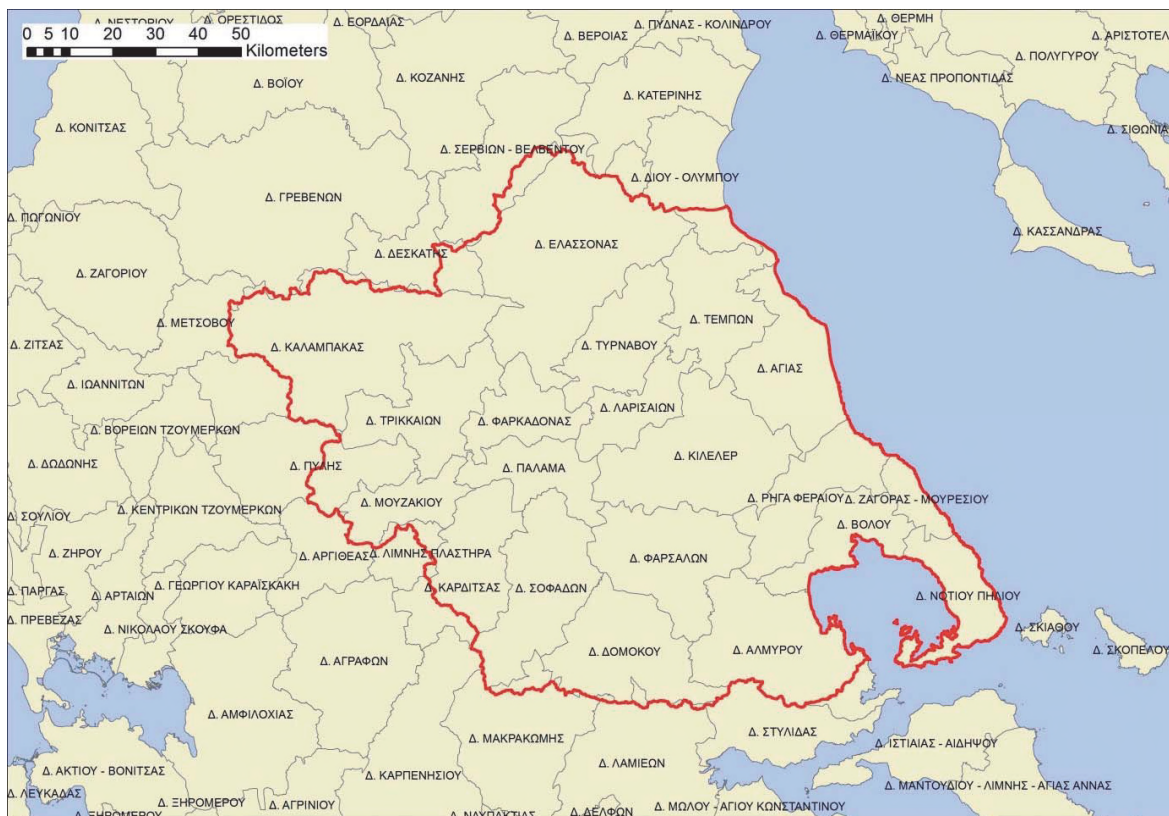 Δ. ΝΕΣΤΟΡΙΟΥ
Δ. ΟΡΕΣΤΙΔΟΣ
Δ. ΕΟΡΔΑΙΑΣ
Δ. ΠΥΔΝΑΣ - ΚΟΛΙΝΔΡΟΥ
Δ. ΘΕΡΜΗ
Δ. ΒΕΡΟΙΑΣ
Δ. ΘΕΡΜΑΪΚΟΥ
Δ. ΑΡΙΣΤΟΤΕΛ
0 5 10 20 30 40 50
Kilometers
Δ. ΠΟΛΥΓΥΡΟΥ
Δ. ΒΟΪΟΥ
Δ. ΚΟΖΑΝΗΣ
Δ. ΝΕΑΣ ΠΡΟΠΟΝΤΙΔΑΣ
Δ. ΚΑΤΕΡΙΝΗΣ
Δ. ΚΟΝΙΤΣΑΣ
Δ. ΣΙΘΩΝΙΑ
Δ. ΣΕΡΒΙΩΝ - ΒΕΛΒΕΝΤΟΥ
Δ. ΔΙΟΥ - ΟΛΥΜΠΟΥ
Δ. ΓΡΕΒΕΝΩΝ
Δ. ΠΩΓΩΝΙΟΥ
Δ. ΚΑΣΣΑΝΔΡΑΣ
Δ. ΕΛΑΣΣΟΝΑΣ
Δ. ΔΕΣΚΑΤΗΣ
Δ. ΖΑΓΟΡΙΟΥ
Δ. ΜΕΤΣΟΒΟΥ
Δ. ΤΕΜΠΩΝ
Δ. ΖΙΤΣΑΣ
Δ. ΚΑΛΑΜΠΑΚΑΣ
Δ. ΤΥΡΝΑΒΟΥ
Δ. ΑΓΙΑΣ
Δ. ΙΩΑΝΝΙΤΩΝ
Δ. ΛΑΡΙΣΑΙΩΝ
Δ. ΤΡΙΚΚΑΙΩΝ
Δ. ΦΑΡΚΑΔΟΝΑΣ
Δ. ΒΟΡΕΙΩΝ ΤΖΟΥΜΕΡΚΩΝ
Δ. ΚΙΛΕΛΕΡ
Δ. ΔΩΔΩΝΗΣ
Δ. ΠΥΛΗΣ
Δ. ΠΑΛΑΜΑ
Δ. ΜΟΥΖΑΚΙΟΥ
Δ. ΡΗΓΑ ΦΕΡΑΙΟΥ
Δ. ΖΑΓΟΡΑΣ - ΜΟΥΡΕΣΙΟΥ
Δ. ΚΕΝΤΡΙΚΩΝ ΤΖΟΥΜΕΡΚΩΝ
Δ. ΣΟΥΛΙΟΥ
Δ. ΒΟΛΟΥ
Δ. ΖΗΡΟΥ
Δ. ΑΡΓΙΘΕΑΣ
Δ. ΛΙΜΝΗΣ ΠΛΑΣΤΗΡΑ
Δ. ΦΑΡΣΑΛΩΝ
Δ. ΓΕΩΡΓΙΟΥ ΚΑΡΑΪΣΚΑΚΗ
Δ. ΚΑΡΔΙΤΣΑΣ
Δ. ΣΟΦΑΔΩΝ
Δ. ΠΑΡΓΑΣ
Δ. ΑΡΤΑΙΩΝ
Δ. ΝΟΤΙΟΥ ΠΗΛΙΟΥ
Δ. ΠΡΕΒΕΖΑΣ
Δ. ΝΙΚΟΛΑΟΥ ΣΚΟΥΦΑ
Δ. ΣΚΙΑΘΟΥ
Δ. ΔΟΜΟΚΟΥ
Δ. ΑΛΜΥΡΟΥ
Δ. ΣΚΟΠΕΛΟΥ
Δ. ΑΓΡΑΦΩΝ
Δ. ΑΜΦΙΛΟΧΙΑΣ
Δ. ΣΤΥΛΙΔΑΣ
Δ. ΜΑΚΡΑΚΩΜΗΣ
Δ. ΙΣΤΙΑΙΑΣ - ΑΙΔΗΨΟΥ
Δ. ΛΑΜΙΕΩΝ
Δ. ΑΚΤΙΟΥ - ΒΟΝΙΤΣΑΣ
Δ. ΚΑΡΠΕΝΗΣΙΟΥ
Δ. ΜΑΝΤΟΥΔΙΟΥ - ΛΙΜΝΗΣ - ΑΓΙΑΣ ΑΝΝΑΣ
Δ. ΛΕΥΚΑΔΑΣ
Δ. ΞΗΡΟΜΕΡΟΥ
Δ. ΑΓΡΙΝΙΟΥ
Δ. ΜΩΛΟΥ - ΑΓΙΟΥ ΚΩΝΣΤΑΝΤΙΝΟΥ
Δ. ΞΗΡΟΜΕΡΟΥ
Δ. ΝΑΥΠΑΚΤΙΑΣ
Δ. ΔΕΛΦΩΝ